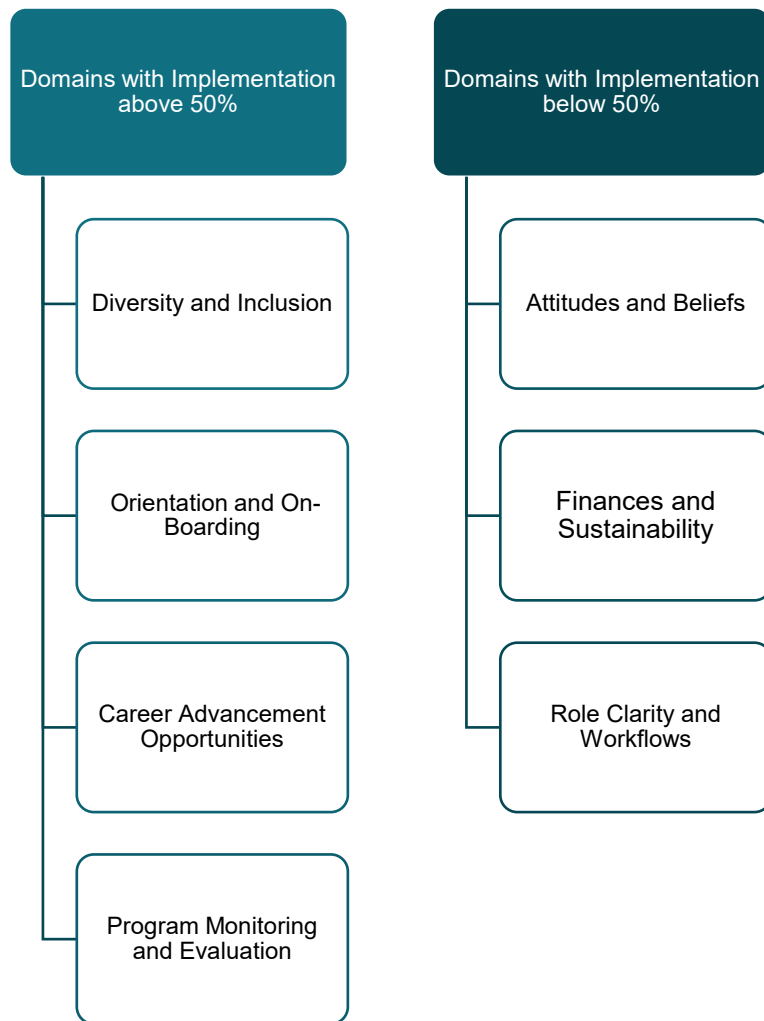 Domains with Implementation
above 50%
Diversity and Inclusion
Orientation and On-
Boarding
Career Advancement
Opportunities
Program Monitoring
and Evaluation
Domains with Implementation
below 50%
Attitudes and Beliefs
Finances and
Sustainability
Role Clarity and
Workflows